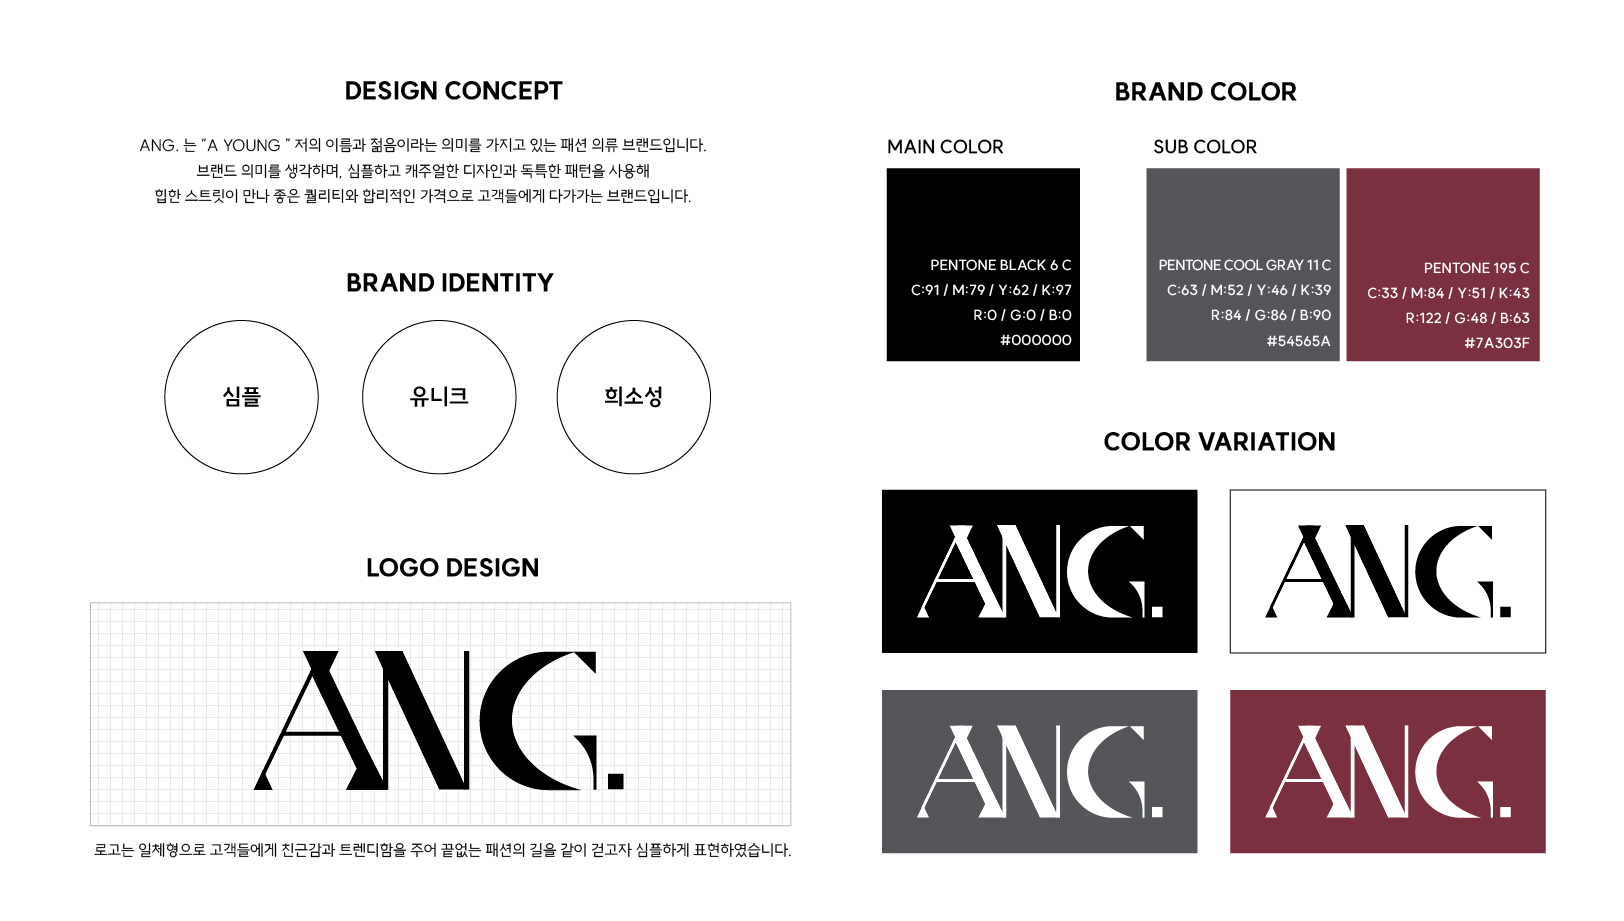 DESIGN CONCEPT
ANG. 는 "A YOUNG " 저의 이름과 젊음이라는 의미를 가지고 있는 패션 의류 브랜드입니다.
브랜드 의미를 생각하며, 심플하고 캐주얼한 디자인과 독특한 패턴을 사용해
힙한 스트릿이 만나 좋은 퀄리티와 합리적인 가격으로 고객들에게 다가가는 브랜드입니다.
BRAND IDENTITY
심플
유니크
희소성
LOGO DESIGN
ANG.
로고는 일체형으로 고객들에게 친근감과 트렌디함을 주어 끝없는 패션의 길을 같이 걷고자 심플하게 표현하였습니다.
BRAND COLOR
MAIN COLOR
PENTONE BLACK 6 C
C:91 / M:79 / Y:62 / K:97
R:0 / G:0 / B:0
#000000
SUB COLOR
PENTONE COOL GRAY 11 C
C:63 / M:52 / Y:46 / K:39
R:84 / G:86 / B:90
#54565A
PENTONE 195 C
C:33 / M:84 / Y:51 / K:43
R:122 / G:48 / B:63
#7A303F
COLOR VARIATION
ANG.
ANG.
ANG.
ANG.